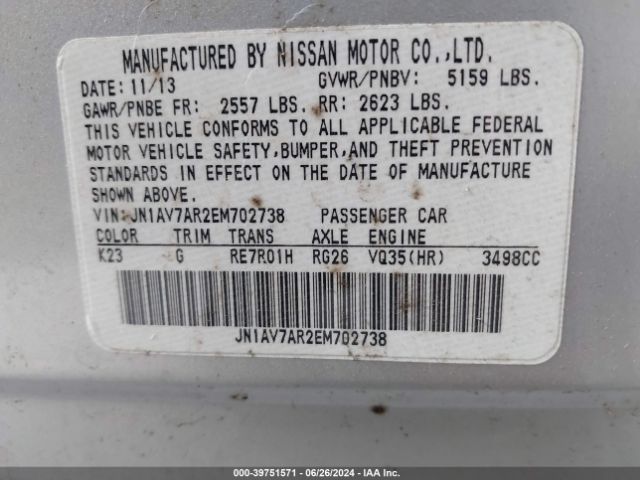 MANUFACTURED BY NISSAN MOTOR CO.,LTD.
DATE: 11/13 GVWR/PNBV: 5159 LBS.
GAWR/PNBE FR: 2557 LBS. RR: 2623 LBS.
THIS VEHICLE CONFORMS TO ALL APPLICABLE FEDERAL
MOTOR VEHICLE SAFETY,BUMPER,AND THEFT PREVENTION
STANDARDS IN EFFECT ON THE DATE OF MANUFACTURE
SHOWN ABOVE.
VIN:JN1AV7AR2EM702738 PASSENGER CAR
COLOR TRIM TRANS AXLE ENGINE
K23 G RE7R01H RG26 VQ35(HR) 3498CC
JN1AV7AR2EM702738
000-39751571 - 06/26/2024 - IAA Inc.